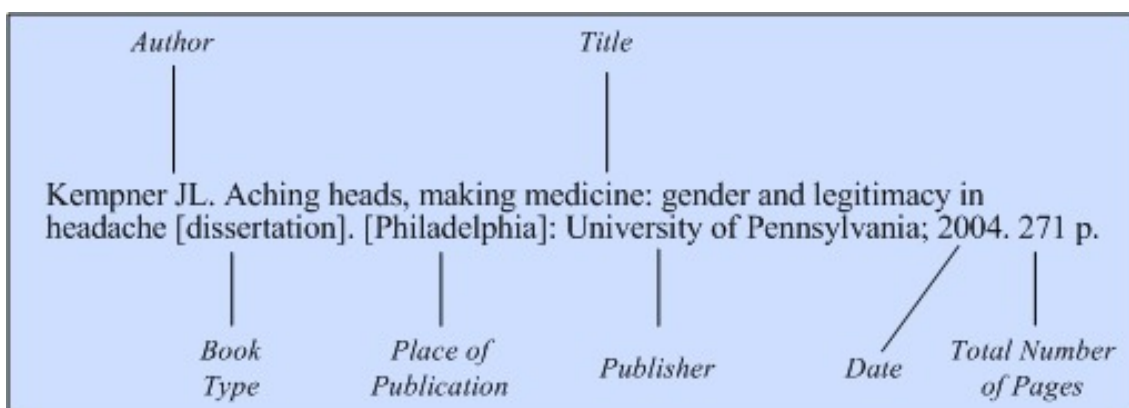 Author Title
Kempner JL. Aching heads, making medicine: gender and legitimacy in
headache [dissertation]. [Philadelphia]: University of Pennsylvania; 2004. 271 p.
Book Place of Publisher Date Total Number
Type Publication of Pages